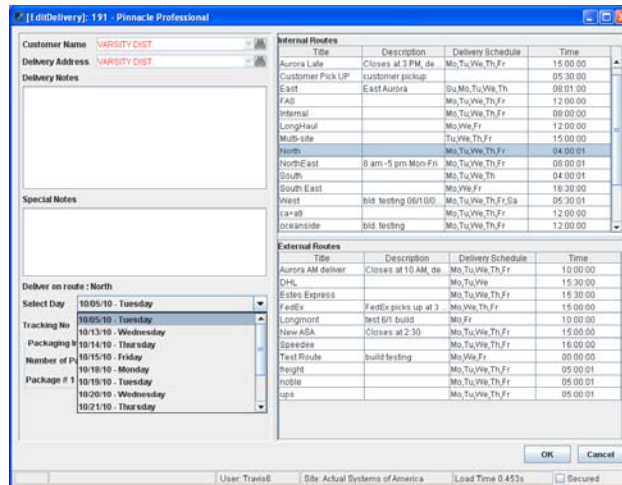 [EditDelivery]: 191 - Pinnacle Professional
Customer Name VARSITY DIST.
Delivery Address VARSITY DIST.
Delivery Notes
Special Notes
Deliver on route : North
Select Day 10/05/10 - Tuesday
10/05/10 - Tuesday
Tracking No 10/13/10 - Wednesday
10/14/10 - Thursday
Packaging 10/15/10 - Friday
Number of 10/18/10 - Monday
Package # 1 10/19/10 - Tuesday
10/20/10 - Wednesday
10/21/10 - Thursday
Internal Routes
Title Description Delivery Schedule Time
Aurora Late Closes at 3 PM, de... Mo,Tu,We,Th,Fr 15:00:00
Customer Pick UP customer pickup 05:30:00
East East Aurora Su,Mo,Tu,We,Th 08:01:00
FAS Mo,Tu,We,Th,Fr 12:00:00
Internal Mo,Tu,We,Th,Fr 00:00:00
LongHaul Mo,We,Fr 12:00:00
Multi-site Tu,We,Th,Fr 15:00:00
North Mo,Tu,We,Th,Fr 04:00:01
NorthEast 8 am -5 pm Mon-Fri Mo,Tu,We,Th,Fr 08:00:01
South Mo,Tu,We,Th 04:00:01
South East Mo,We,Fr 16:30:00
West bld. testing 06/10/0... Mo,Tu,We,Th,Fr,Sa 05:30:01
ca>atl Mo,Tu,We,Th,Fr 12:00:00
oceanside bld. testing Mo,Tu,We,Th,Fr 12:00:00
External Routes
Title Description Delivery Schedule Time
Aurora AM deliver Closes at 10 AM, de... Mo,Tu,We,Th,Fr 10:00:00
DHL Mo,Tu,We 15:30:00
Estes Express Mo,Tu,We,Th,Fr 15:30:00
FedEx FedEx picks up at 3 ... Mo,We,Th,Fr 15:00:00
Longmont test 6/1 build Mo,Fr 10:00:00
New ASA Closes at 2:30 Mo,Tu,We,Th,Fr 15:00:00
Speedee Mo,Tu,We,Th,Fr 16:00:00
Test Route build testing Mo,We,Fr 00:00:00
freight Mo,Tu,We,Th,Fr 05:00:01
noble Mo,Tu,We,Th,Fr 05:00:01
ups Mo,Tu,We,Th,Fr 05:00:01
OK Cancel
User: TravisB Site: Actual Systems of America Load Time 0.453s Secured